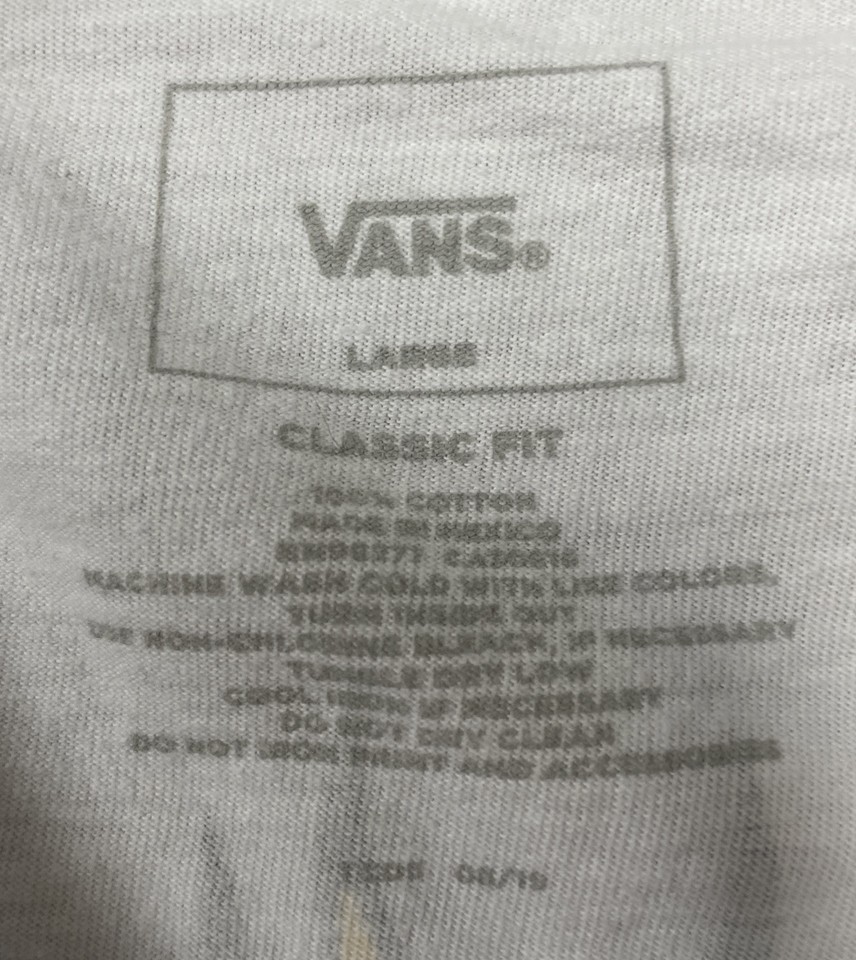 VANS®
LARGE
CLASSIC FIT
100% COTTON
MADE IN MEXICO
MACHINE WASH COLD WITH LIKE COLORS.
TURN INSIDE OUT
USE NON-CHLORINE BLEACH, IF NECESSARY
TUMBLE DRY LOW
COOL IRON IF NECESSARY
DO NOT DRY CLEAN
DO NOT IRON PRINT AND ACCESSORIES
08/19